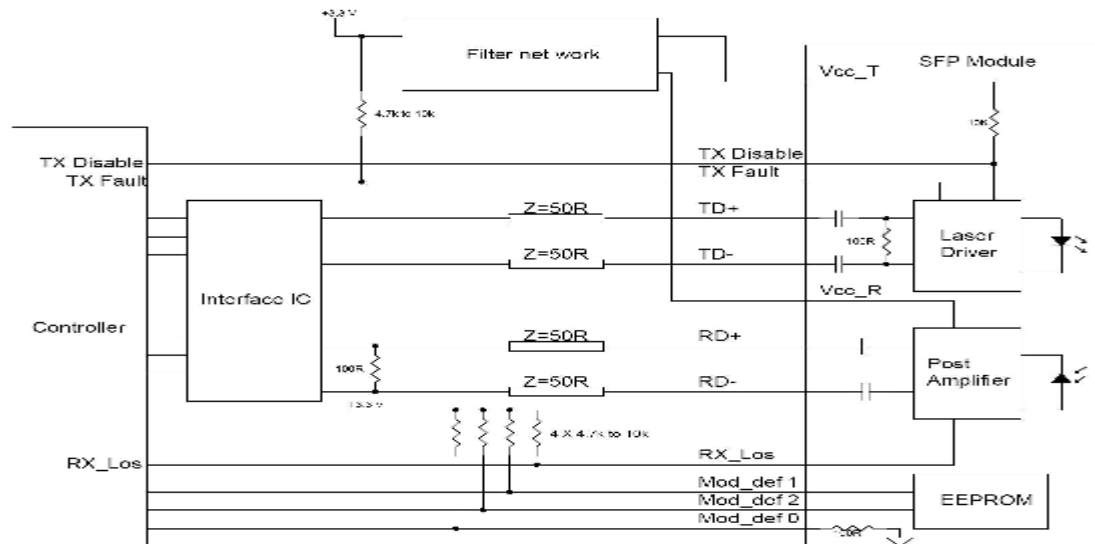 +3.3 V
Filter net work
Vcc_T
SFP Module
4.7k to 10k
10K
TX Disable
TX Fault
TX Disable
TX Fault
Z=50R
TD+
Z=50R
TD-
100R
Laser
Driver
Interface IC
Vcc_R
Controller
Z=50R
RD+
100R
Z=50R
RD-
Post
Amplifier
4 X 4.7k to 10k
RX_Los
RX_Los
Mod_def 1
Mod_def 2
Mod_def 0
EEPROM